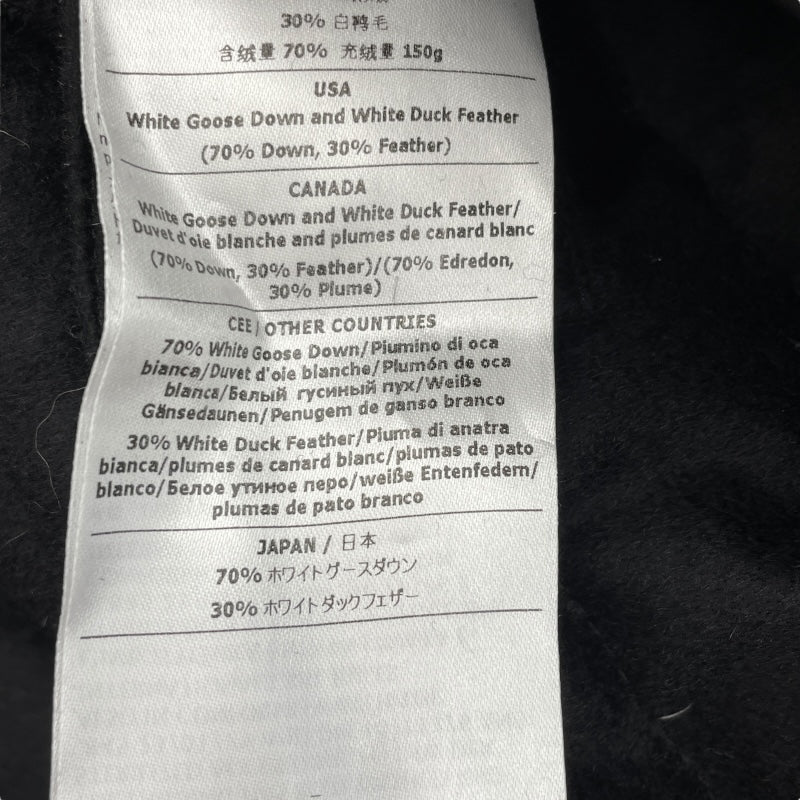 30% 白鸭毛
含绒量 70% 充绒量 150g
USA
White Goose Down and White Duck Feather
(70% Down, 30% Feather)
CANADA
White Goose Down and White Duck Feather/
Duvet d'oie blanche and plumes de canard blanc
(70% Down, 30% Feather)/(70% Edredon,
30% Plume)
CEE | OTHER COUNTRIES
70% White Goose Down/Piumino di oca
bianca/Duvet d'oie blanche/Plumón de oca
blanca/Белый гусиный пух/Weiße
Gänsedaunen/Penugem de ganso branco
30% White Duck Feather/Piuma di anatra
bianca/plumes de canard blanc/plumas de pato
blanco/Белое утиное перо/weiße Entenfedern/
plumas de pato branco
JAPAN / 日本
70% ホワイトグースダウン
30% ホワイトダックフェザー